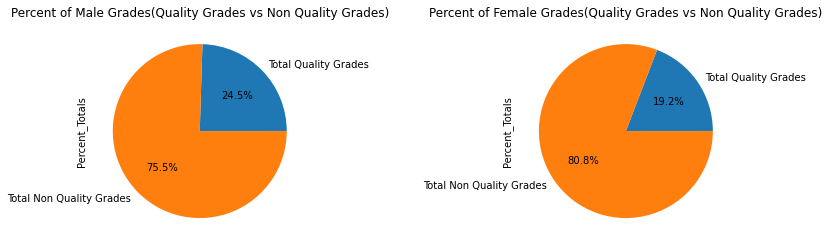 Percent of Male Grades(Quality Grades vs Non Quality Grades)
Total Quality Grades
24.5%
Percent_Totals
75.5%
Total Non Quality Grades
Percent of Female Grades(Quality Grades vs Non Quality Grades)
Total Quality Grades
19.2%
Percent_Totals
80.8%
Total Non Quality Grades